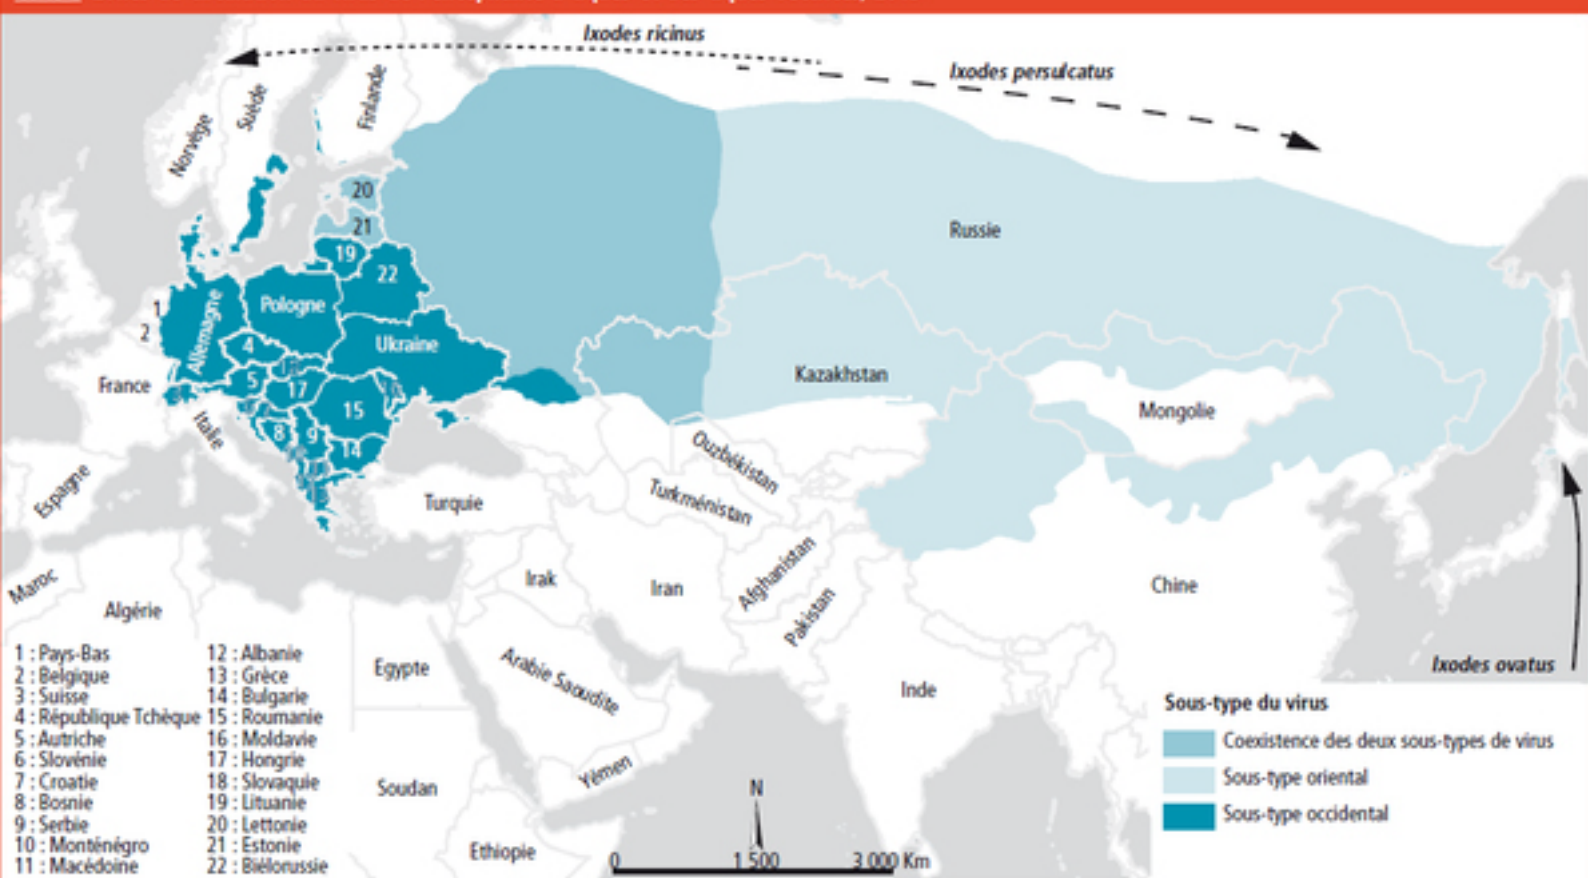 Ixodes ricinus
Ixodes persulcatus
Norvège
Suède
Finlande
20
21
19
22
Russie
1
2
Allemagne
Pologne
4
Ukraine
France
5
17
15
Kazakhstan
Mongolie
Italie
8
9
14
Espagne
Turquie
Ouzbékistan
Turkménistan
Maroc
Algérie
Irak
Iran
Afghanistan
Pakistan
Chine
Egypte
Arabie Saoudite
Inde
Ixodes ovatus
Yémen
Soudan
Ethiopie
1 : Pays-Bas
2 : Belgique
3 : Suisse
4 : République Tchèque
5 : Autriche
6 : Slovénie
7 : Croatie
8 : Bosnie
9 : Serbie
10 : Monténégro
11 : Macédoine
12 : Albanie
13 : Grèce
14 : Bulgarie
15 : Roumanie
16 : Moldavie
17 : Hongrie
18 : Slovaquie
19 : Lituanie
20 : Lettonie
21 : Estonie
22 : Biélorussie
Sous-type du virus
Coexistence des deux sous-types de virus
Sous-type oriental
Sous-type occidental
N
0 1 500 3 000 Km